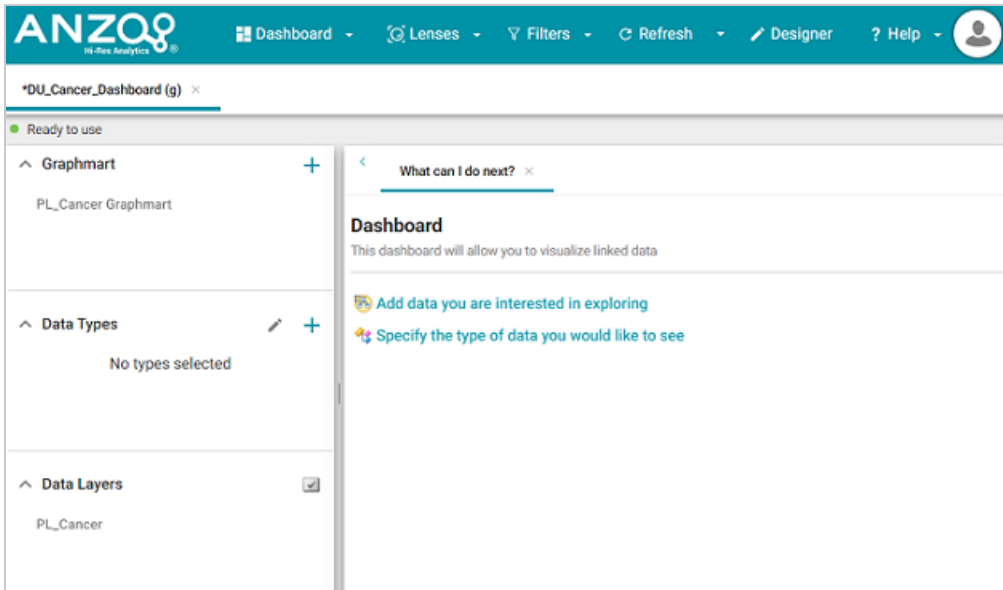 ANZO
Hi-Res Analytics ®
Dashboard Lenses Filters Refresh Designer ? Help
*DU_Cancer_Dashboard (g) ×
Ready to use
Graphmart +
PL_Cancer Graphmart
Data Types +
No types selected
Data Layers
PL_Cancer
What can I do next? ×
Dashboard
This dashboard will allow you to visualize linked data
Add data you are interested in exploring
Specify the type of data you would like to see